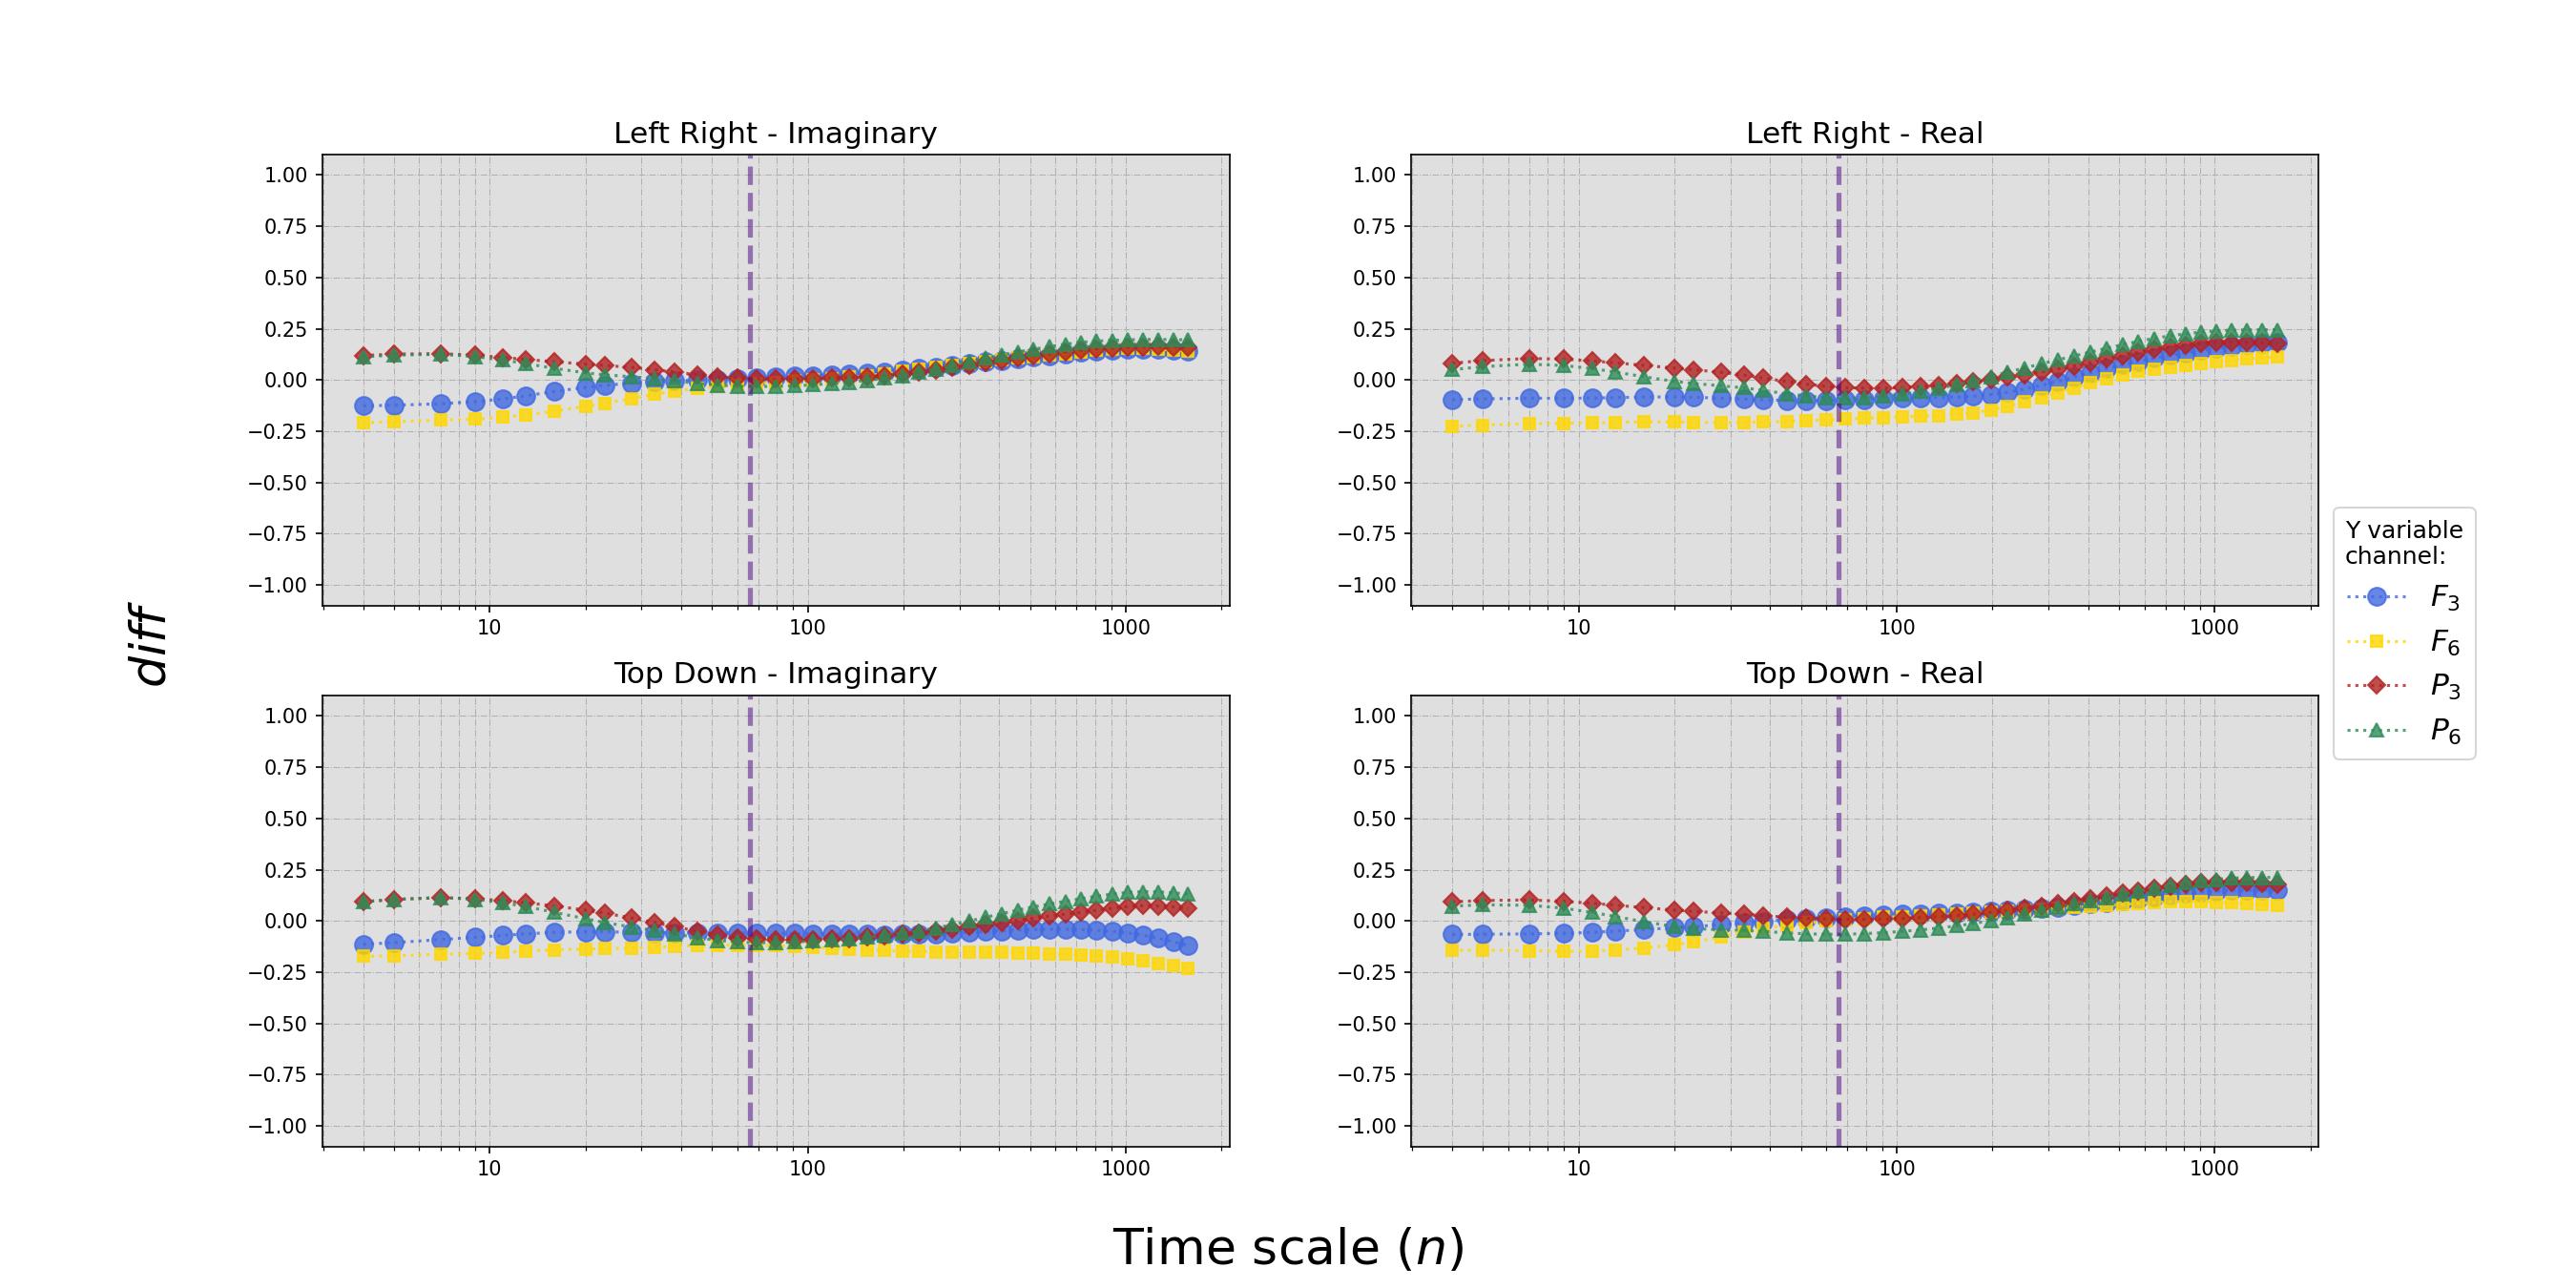 Left Right - Imaginary
1.00
0.75
0.50
0.25
0.00
−0.25
−0.50
−0.75
−1.00
10 100 1000
Left Right - Real
1.00
0.75
0.50
0.25
0.00
−0.25
−0.50
−0.75
−1.00
10 100 1000
diff
Top Down - Imaginary
1.00
0.75
0.50
0.25
0.00
−0.25
−0.50
−0.75
−1.00
10 100 1000
Top Down - Real
1.00
0.75
0.50
0.25
0.00
−0.25
−0.50
−0.75
−1.00
10 100 1000
Y variable
channel:
F₃
F₆
P₃
P₆
Time scale (n)